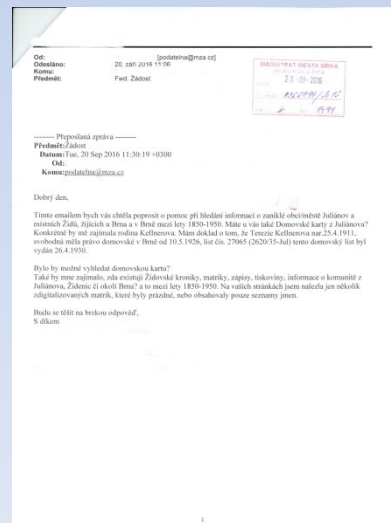 Od: [podatelna@mza.cz]
Odesláno: 20. září 2016 11:06
Komu:
Předmět: Fwd: Žádost
MAGISTRÁT MĚSTA BRNA
20-09-2016
-------- Přeposlaná zpráva --------
Předmět:Žádost
Datum:Tue, 20 Sep 2016 11:30:19 +0300
Od:
Komu:podatelna@mza.cz
Dobrý den,
Tímto emailem bych vás chtěla poprosit o pomoc při hledání informací o zaniklé obci/městě Juliánov a
místních Židů, žijících u Brna a v Brně mezi lety 1850-1950. Máte u vás také Domovské karty z Juliánova?
Konkrétně by mě zajímala rodina Kellnerova. Mám doklad o tom, že Terezie Kellnerova nar.25.4.1911,
svobodná měla právo domovské v Brně od 10.5.1926, list čís. 27065 (2620/35-Jul) tento domovský list byl
vydán 26.4.1930.
Bylo by možné vyhledat domovskou kartu?
Také by mne zajímalo, zda existují Židovské kroniky, matriky, zápisy, tiskoviny, informace o komunitě z
Juliánova, Židenic či okolí Brna? a to mezi lety 1850-1950. Na vašich stránkách jsem nalezla jen několik
zdigitalizovaných matrik, které byly prázdné, nebo obsahovaly pouze seznamy jmen.
Budu se těšit na brzkou odpověď,
S díkem
1